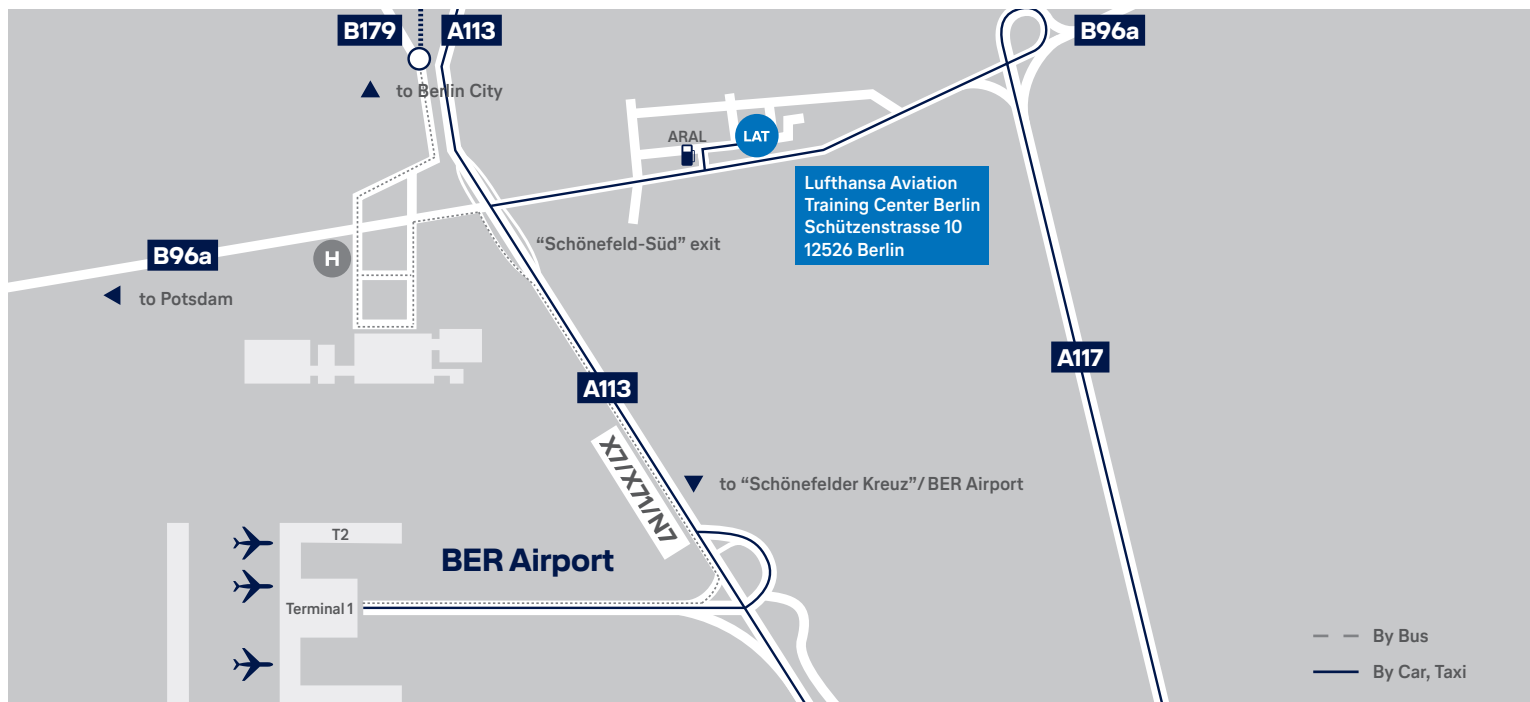 B179
A113
B96a
to Berlin City
ARAL
LAT
Lufthansa Aviation
Training Center Berlin
Schützenstrasse 10
12526 Berlin
“Schönefeld-Süd” exit
B96a
H
to Potsdam
A117
A113
X7/X71/N7
to “Schönefelder Kreuz”/BER Airport
T2
BER Airport
Terminal 1
By Bus
By Car, Taxi